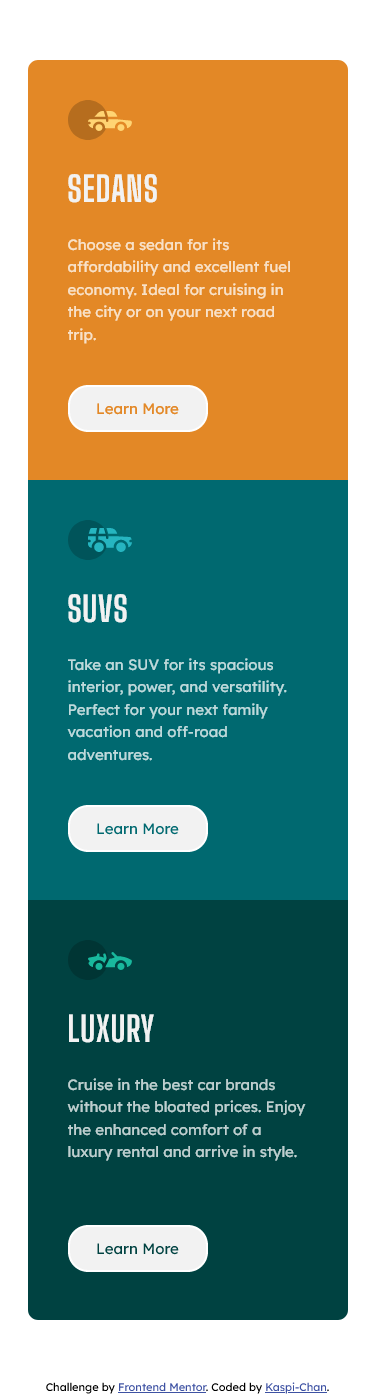 SEDANS
Choose a sedan for its
affordability and excellent fuel
economy. Ideal for cruising in
the city or on your next road
trip.
Learn More
SUVS
Take an SUV for its spacious
interior, power, and versatility.
Perfect for your next family
vacation and off-road
adventures.
Learn More
LUXURY
Cruise in the best car brands
without the bloated prices. Enjoy
the enhanced comfort of a
luxury rental and arrive in style.
Learn More
Challenge by Frontend Mentor. Coded by Kaspi-Chan.